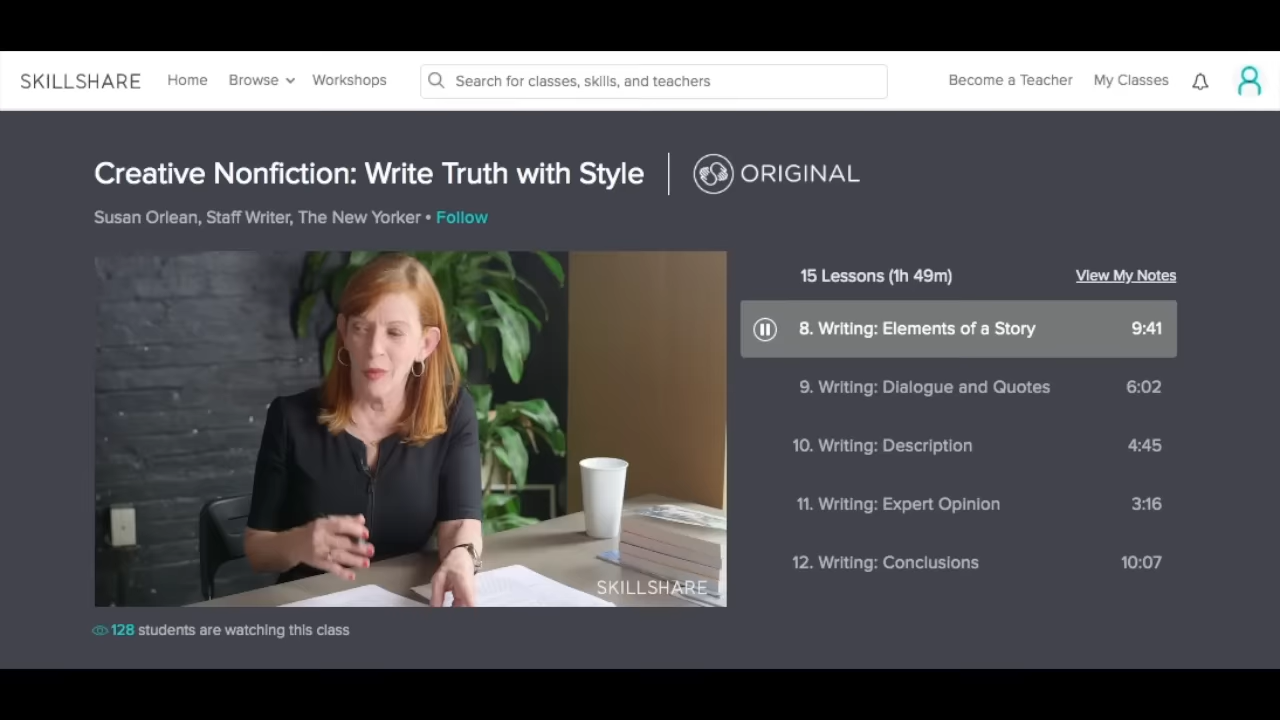 SKILLSHARE Home Browse Workshops Search for classes, skills, and teachers Become a Teacher My Classes
Creative Nonfiction: Write Truth with Style ORIGINAL
Susan Orlean, Staff Writer, The New Yorker • Follow
15 Lessons (1h 49m) View My Notes
8. Writing: Elements of a Story 9:41
9. Writing: Dialogue and Quotes 6:02
10. Writing: Description 4:45
11. Writing: Expert Opinion 3:16
12. Writing: Conclusions 10:07
SKILLSHARE
128 students are watching this class